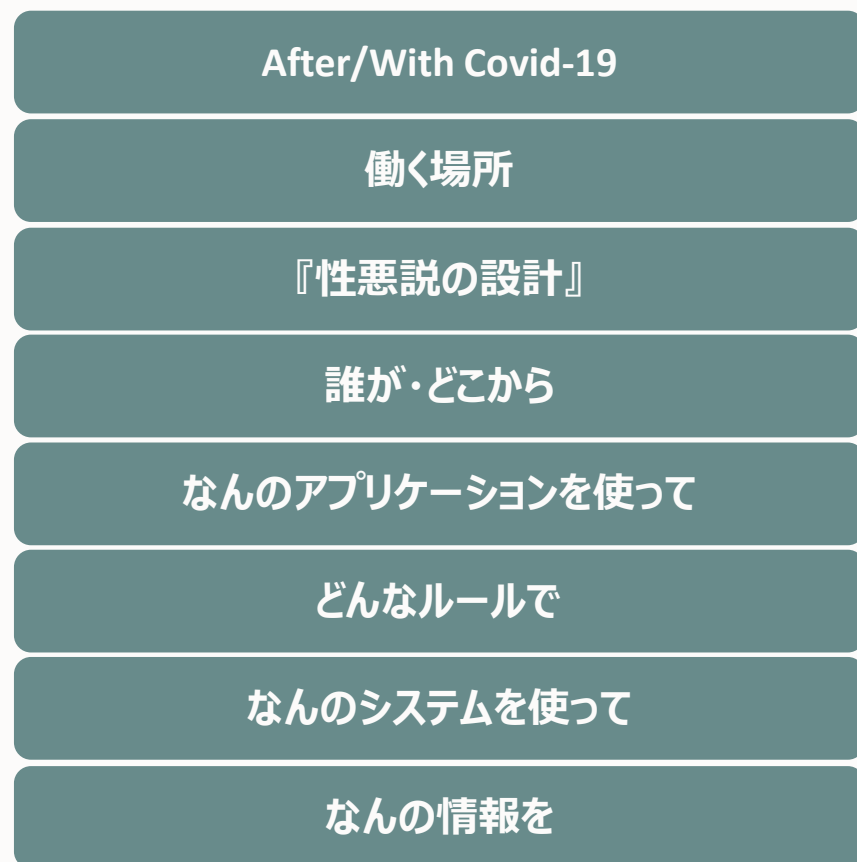 After/With Covid-19
働く場所
『性悪説の設計』
誰が・どこから
なんのアプリケーションを使って
どんなルールで
なんのシステムを使って
なんの情報を